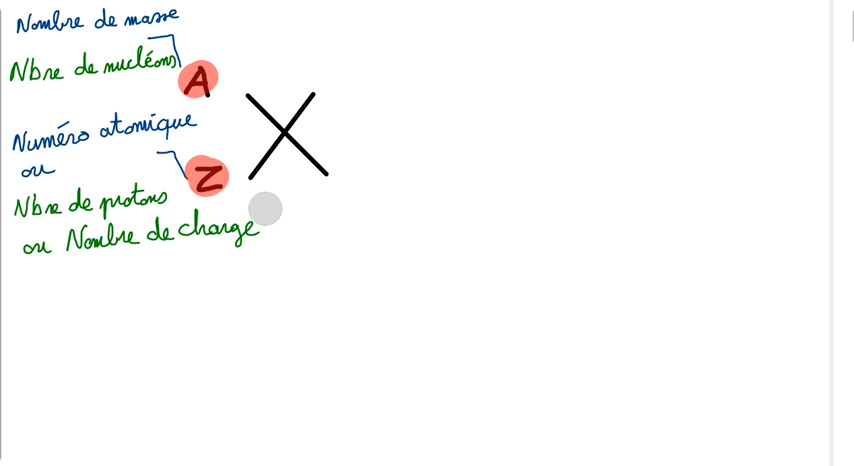 Nombre de masse
Nbre de nucléons
A
X
Numéro atomique
ou
Z
Nbre de protons
ou Nombre de charge